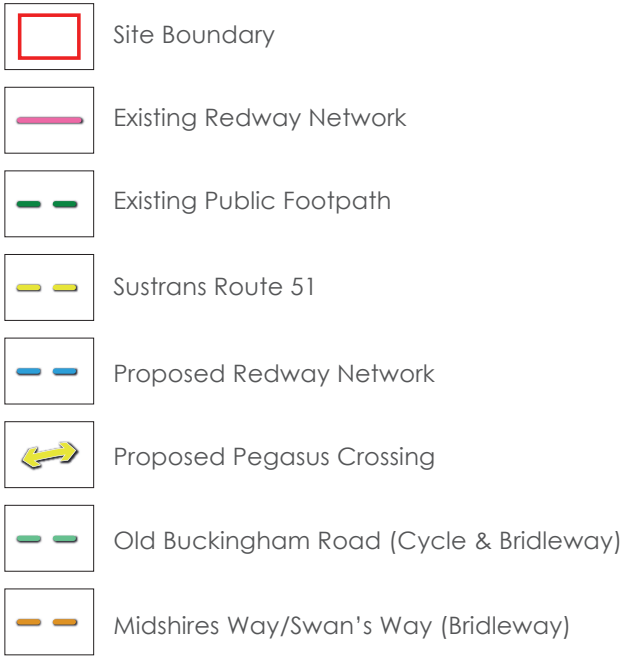 Site Boundary
Existing Redway Network
Existing Public Footpath
Sustrans Route 51
Proposed Redway Network
Proposed Pegasus Crossing
Old Buckingham Road (Cycle & Bridleway)
Midshires Way/Swan’s Way (Bridleway)